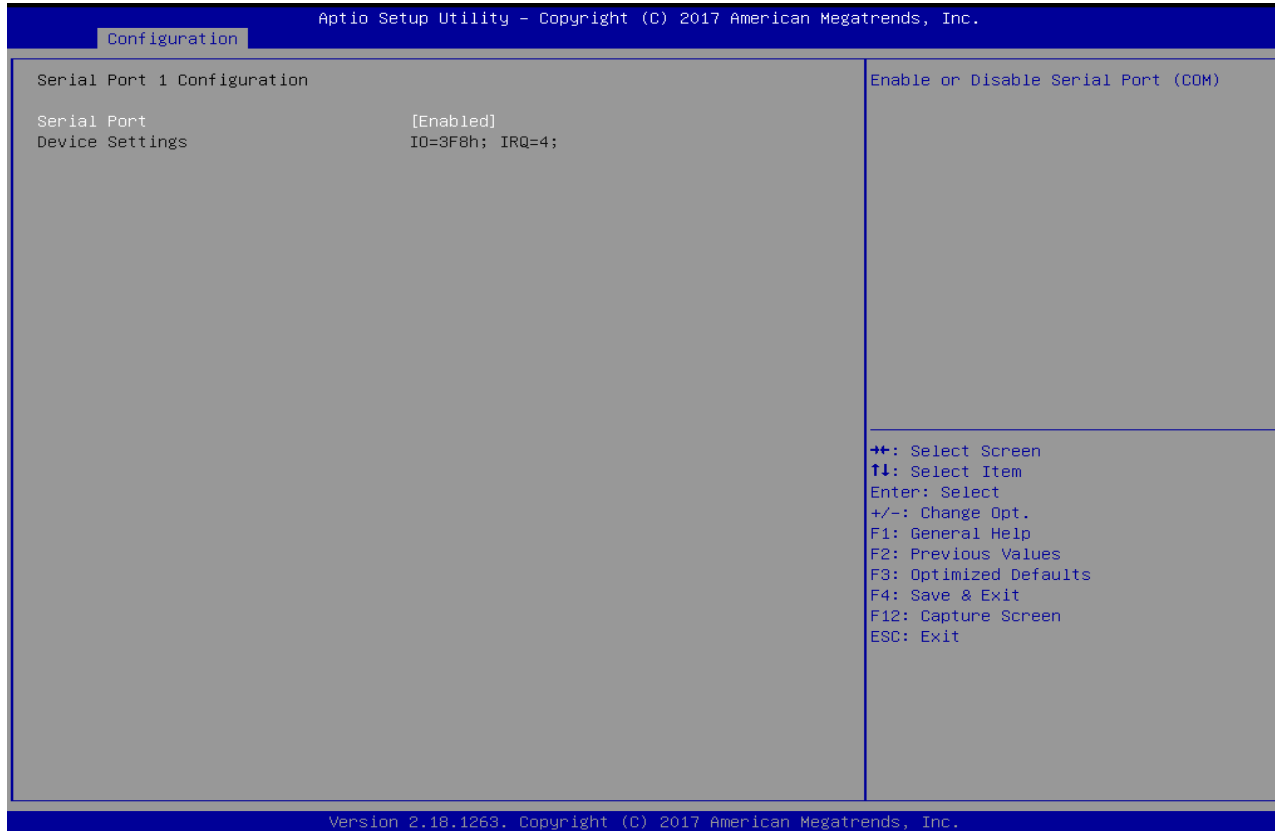 Aptio Setup Utility – Copyright (C) 2017 American Megatrends, Inc.
Configuration
Serial Port 1 Configuration
Serial Port [Enabled]
Device Settings IO=3F8h; IRQ=4;
Enable or Disable Serial Port (COM)
→←: Select Screen
↑↓: Select Item
Enter: Select
+/-: Change Opt.
F1: General Help
F2: Previous Values
F3: Optimized Defaults
F4: Save & Exit
F12: Capture Screen
ESC: Exit
Version 2.18.1263. Copyright (C) 2017 American Megatrends, Inc.